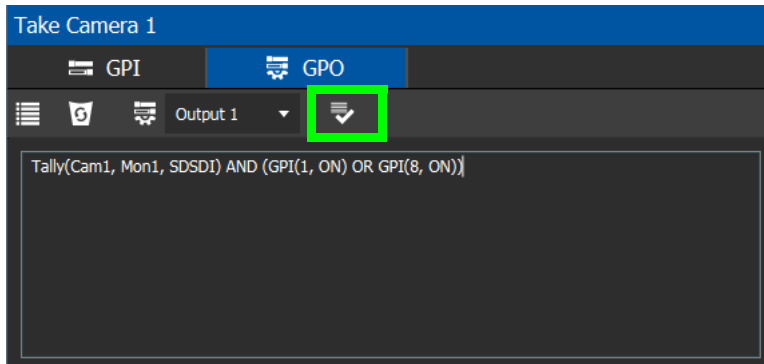 Take Camera 1
GPI
GPO
Output 1
Tally(Cam1, Mon1, SDSDI) AND (GPI(1, ON) OR GPI(8, ON))